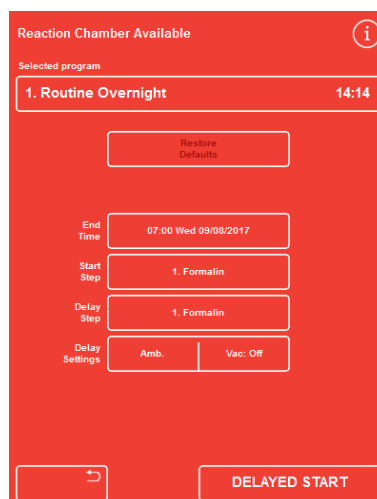 Reaction Chamber Available
i
Selected program
1. Routine Overnight 14:14
Restore
Defaults
End
Time
07:00 Wed 09/08/2017
Start
Step
1. Formalin
Delay
Step
1. Formalin
Delay
Settings
Amb. Vac: Off
DELAYED START